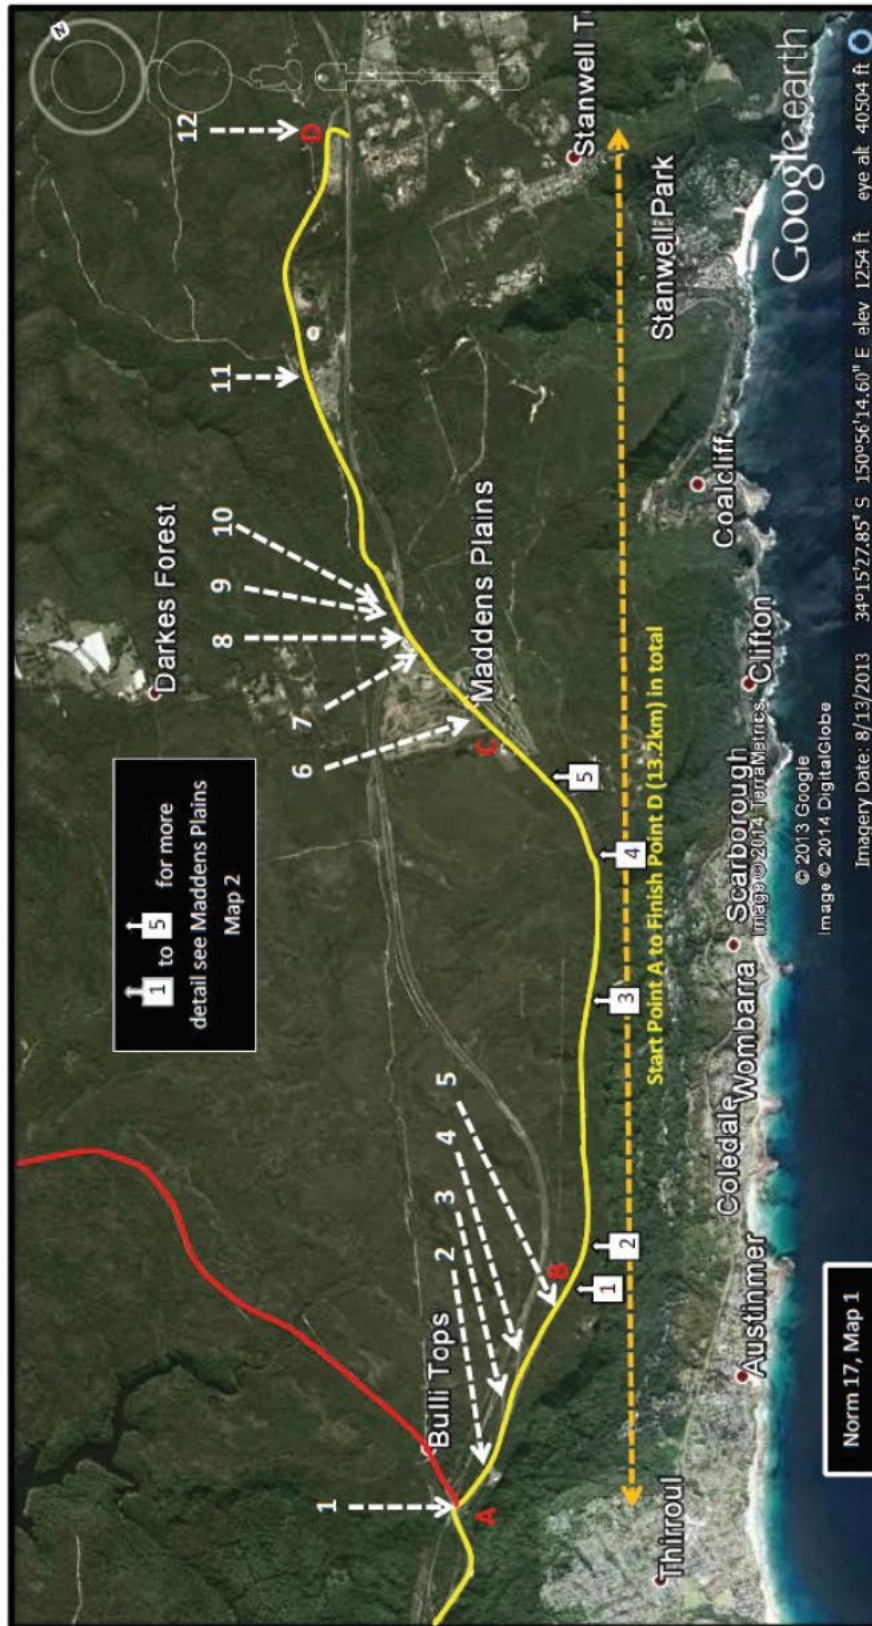 N
12
D
11
10
9
8
7
6
Darkes Forest
1 to 5 for more
detail see Maddens Plains
Map 2
Maddens Plains
C
5
4
3
2
1
5
4
3
2
B
Bulli Tops
1
A
Start Point A to Finish Point D (13.2km) in total
Stanwell T
Stanwell Park
Coalcliff
Clifton
Scarborough
Wombarra
Coledale
Austinmer
Thirroul
Image © 2014 TerraMetrics
© 2013 Google
Image © 2014 DigitalGlobe
Google earth
Norm 17, Map 1
Imagery Date: 8/13/2013 34°15'27.85" S 150°56'14.60" E elev 1254 ft eye alt 40504 ft